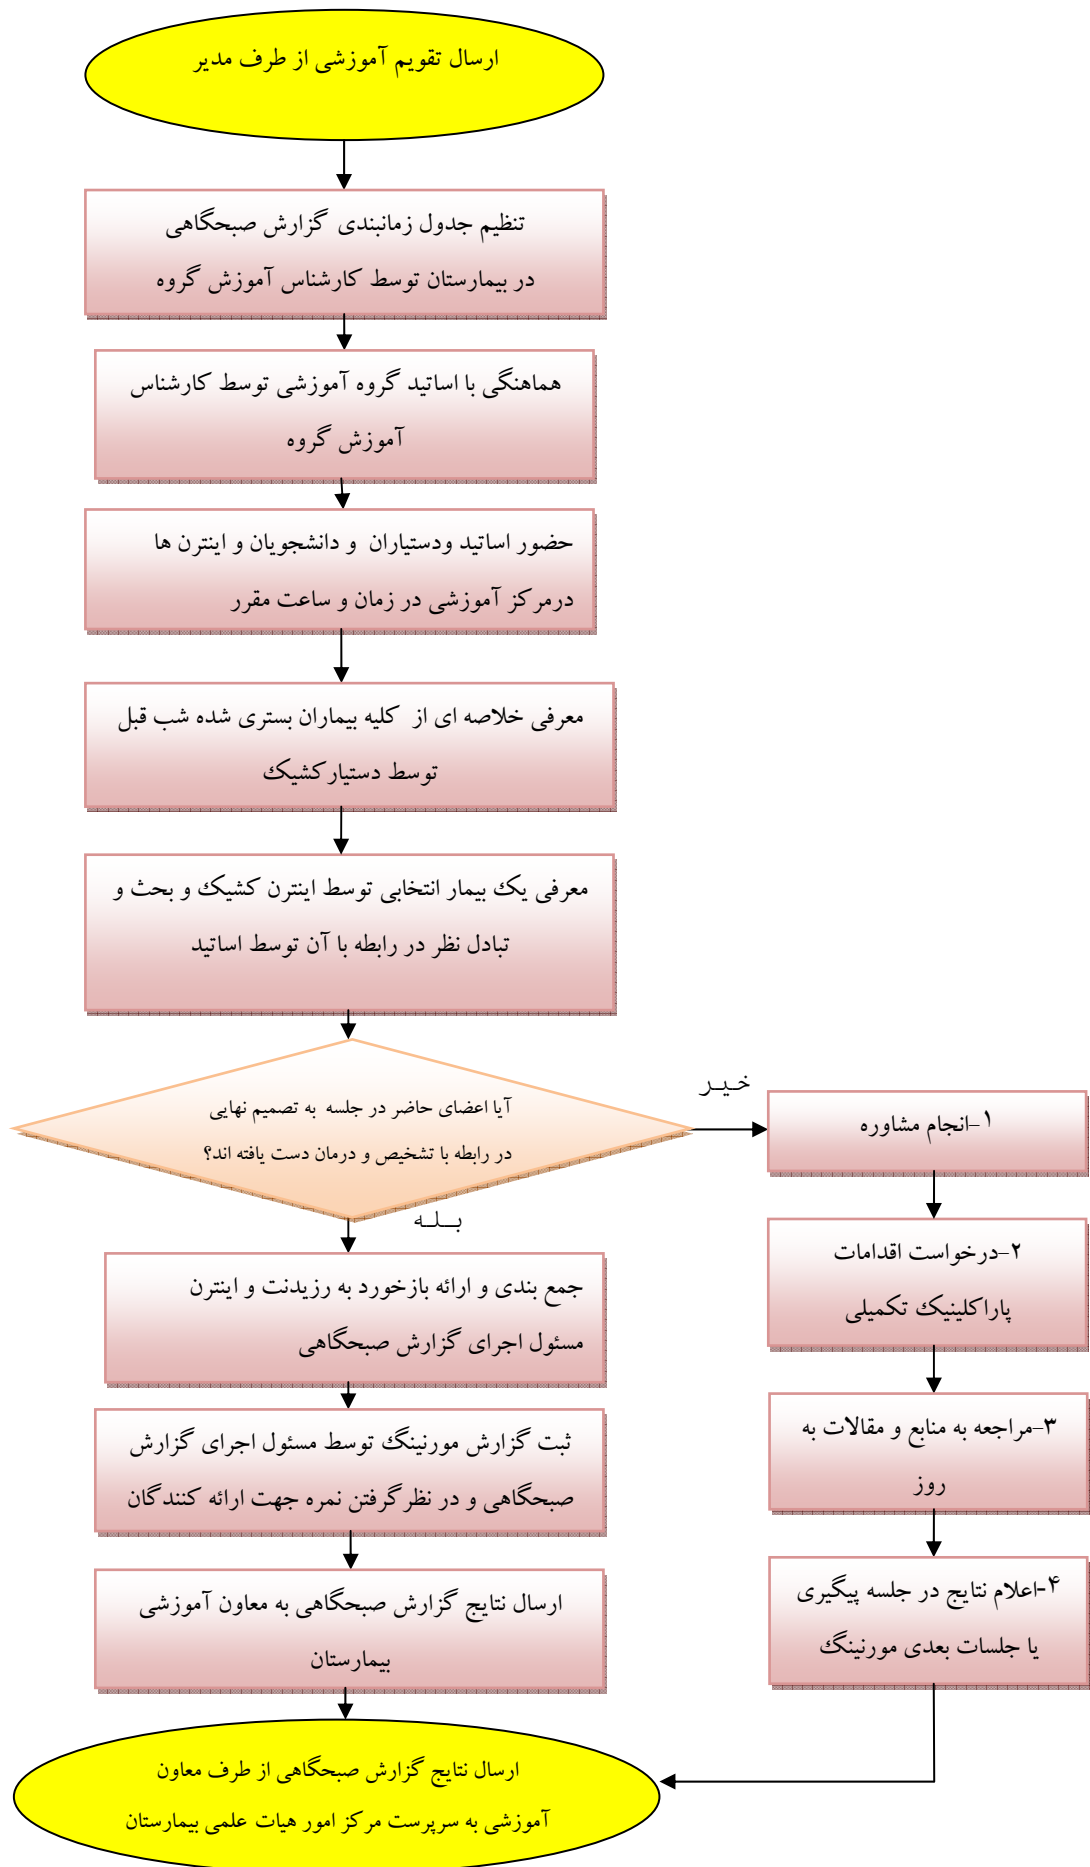 ارسال تقویم آموزشی از طرف مدیر
تنظیم جدول زمانبندی گزارش صبحگاهی
در بیمارستان توسط کارشناس آموزش گروه
هماهنگی با اساتید گروه آموزشی توسط کارشناس
آموزش گروه
حضور اساتید ودستیاران و دانشجویان و اینترن ها
درمرکز آموزشی در زمان و ساعت مقرر
معرفی خلاصه ای از کلیه بیماران بستری شده شب قبل
توسط دستیارکشیک
معرفی یک بیمار انتخابی توسط اینترن کشیک و بحث و
تبادل نظر در رابطه با آن توسط اساتید
آیا اعضای حاضر در جلسه به تصمیم نهایی
در رابطه با تشخیص و درمان دست یافته اند؟
خیر
۱-انجام مشاوره
۲-درخواست اقدامات
پاراکلینیک تکمیلی
۳-مراجعه به منابع و مقالات به
روز
۴-اعلام نتایج در جلسه پیگیری
یا جلسات بعدی مورنینگ
بله
جمع بندی و ارائه بازخورد به رزیدنت و اینترن
مسئول اجرای گزارش صبحگاهی
ثبت گزارش مورنینگ توسط مسئول اجرای گزارش
صبحگاهی و در نظرگرفتن نمره جهت ارائه کنندگان
ارسال نتایج گزارش صبحگاهی به معاون آموزشی
بیمارستان
ارسال نتایج گزارش صبحگاهی از طرف معاون
آموزشی به سرپرست مرکز امور هیات علمی بیمارستان